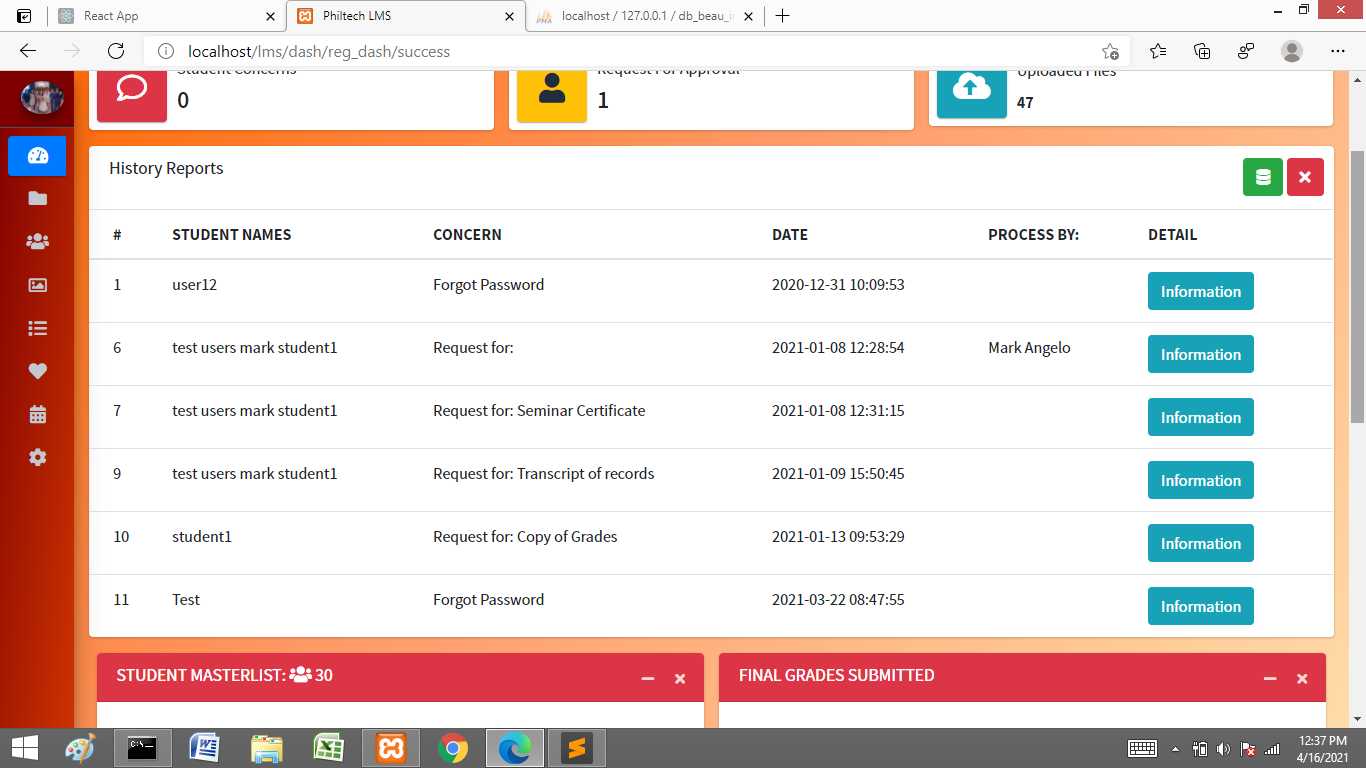 React App
Philtech LMS
localhost / 127.0.0.1 / db_beau_i
localhost/lms/dash/reg_dash/success
Student Concerns
0
Request For Approval
1
Uploaded Files
47
History Reports
# STUDENT NAMES CONCERN DATE PROCESS BY: DETAIL
1 user12 Forgot Password 2020-12-31 10:09:53 Information
6 test users mark student1 Request for: 2021-01-08 12:28:54 Mark Angelo Information
7 test users mark student1 Request for: Seminar Certificate 2021-01-08 12:31:15 Information
9 test users mark student1 Request for: Transcript of records 2021-01-09 15:50:45 Information
10 student1 Request for: Copy of Grades 2021-01-13 09:53:29 Information
11 Test Forgot Password 2021-03-22 08:47:55 Information
STUDENT MASTERLIST: 30
FINAL GRADES SUBMITTED
12:37 PM
4/16/2021